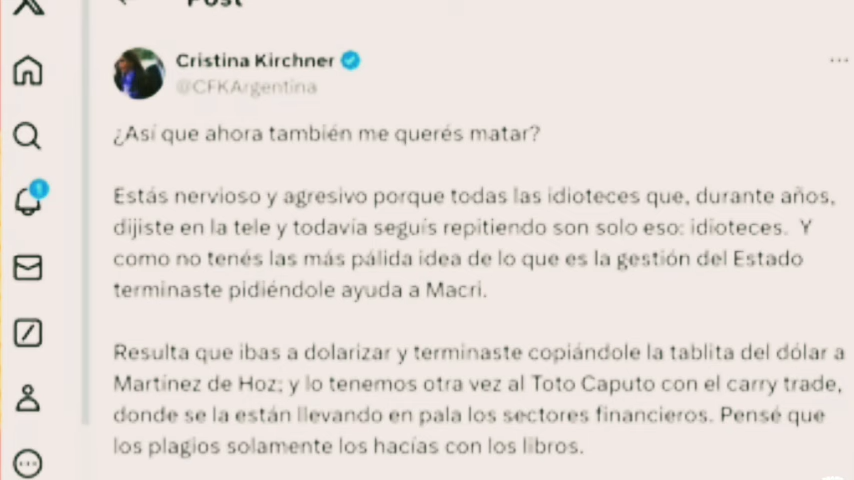 Post
Cristina Kirchner
@CFKArgentina
¿Así que ahora también me querés matar?
Estás nervioso y agresivo porque todas las idioteces que, durante años,
dijiste en la tele y todavía seguís repitiendo son solo eso: idioteces. Y
como no tenés las más pálida idea de lo que es la gestión del Estado
terminaste pidiéndole ayuda a Macri.
Resulta que ibas a dolarizar y terminaste copiándole la tablita del dólar a
Martínez de Hoz; y lo tenemos otra vez al Toto Caputo con el carry trade,
donde se la están llevando en pala los sectores financieros. Pensé que
los plagios solamente los hacías con los libros.